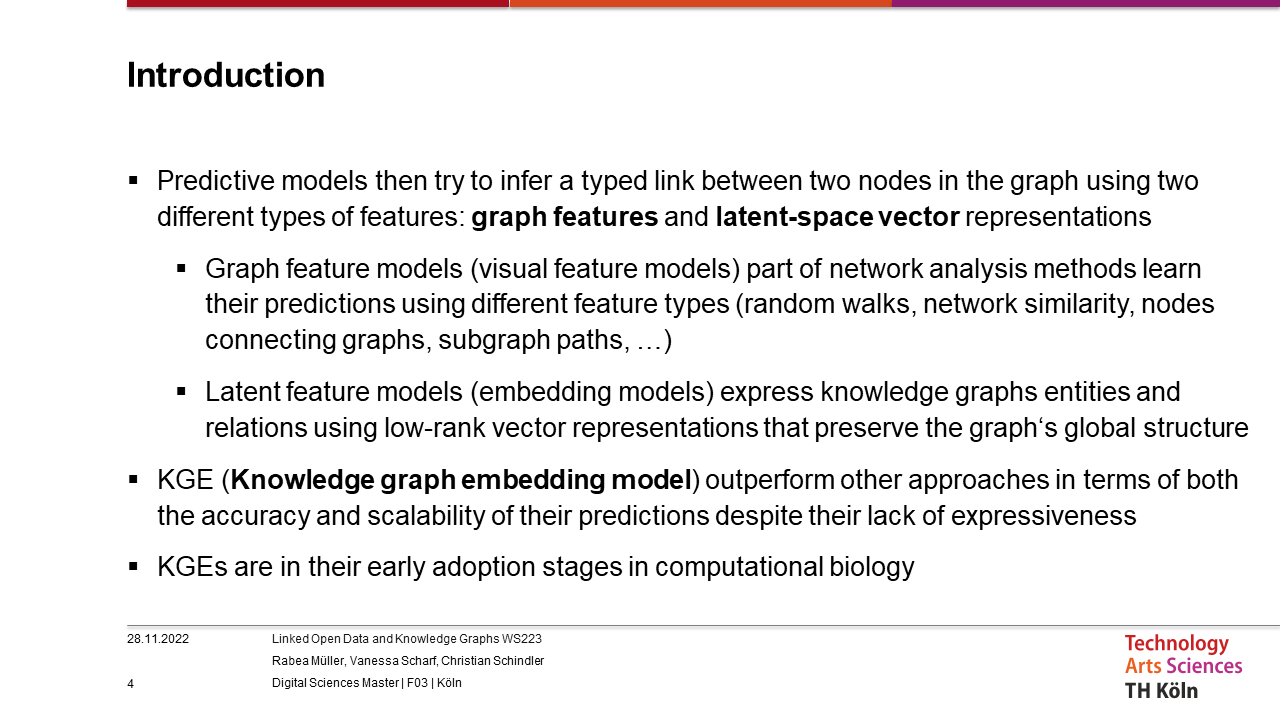 Introduction
▪ Predictive models then try to infer a typed link between two nodes in the graph using two
different types of features: graph features and latent-space vector representations
▪ Graph feature models (visual feature models) part of network analysis methods learn
their predictions using different feature types (random walks, network similarity, nodes
connecting graphs, subgraph paths, …)
▪ Latent feature models (embedding models) express knowledge graphs entities and
relations using low-rank vector representations that preserve the graph‘s global structure
▪ KGE (Knowledge graph embedding model) outperform other approaches in terms of both
the accuracy and scalability of their predictions despite their lack of expressiveness
▪ KGEs are in their early adoption stages in computational biology
28.11.2022
Linked Open Data and Knowledge Graphs WS223
Rabea Müller, Vanessa Scharf, Christian Schindler
4
Digital Sciences Master | F03 | Köln
Technology
Arts Sciences
TH Köln